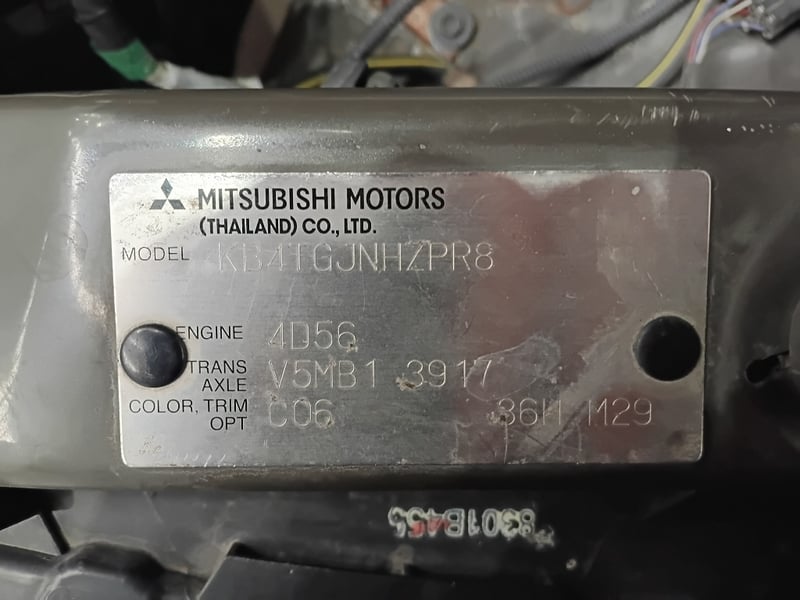 MITSUBISHI MOTORS
(THAILAND) CO., LTD.
MODEL KB4TGJNHZPR8
ENGINE 4D56
TRANS AXLE V5MB1 3917
COLOR, TRIM OPT C06 36H M29
8301B455